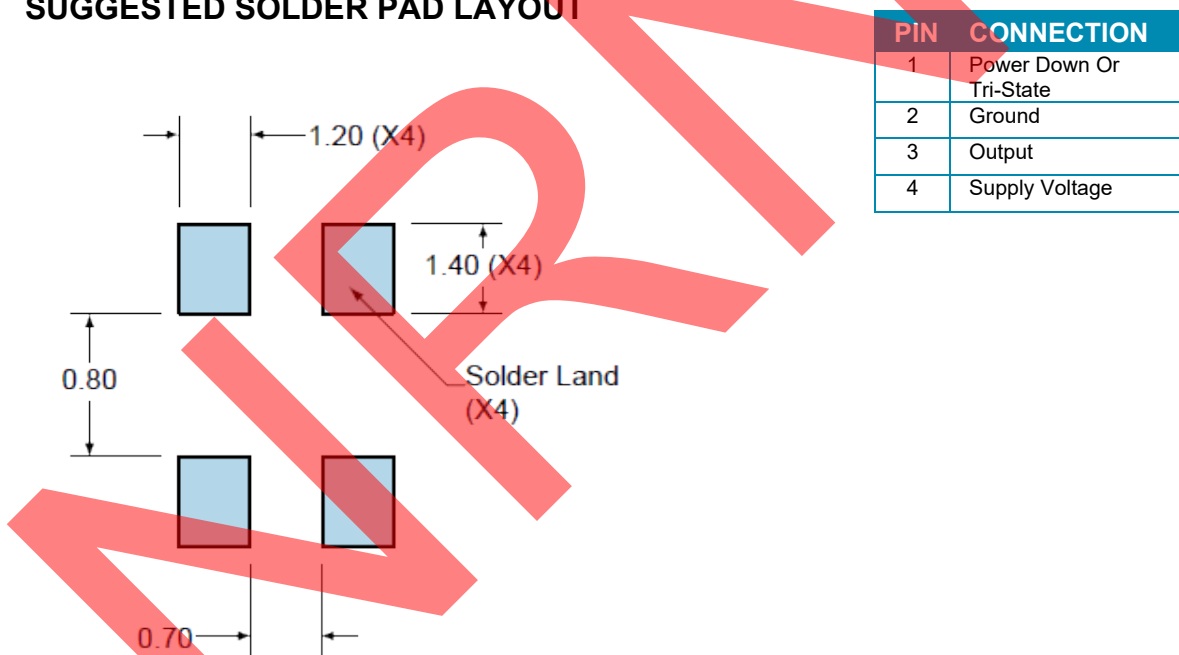 SUGGESTED SOLDER PAD LAYOUT
PIN CONNECTION
1 Power Down Or
Tri-State
2 Ground
3 Output
4 Supply Voltage
1.20 (X4)
1.40 (X4)
0.80
Solder Land
(X4)
0.70